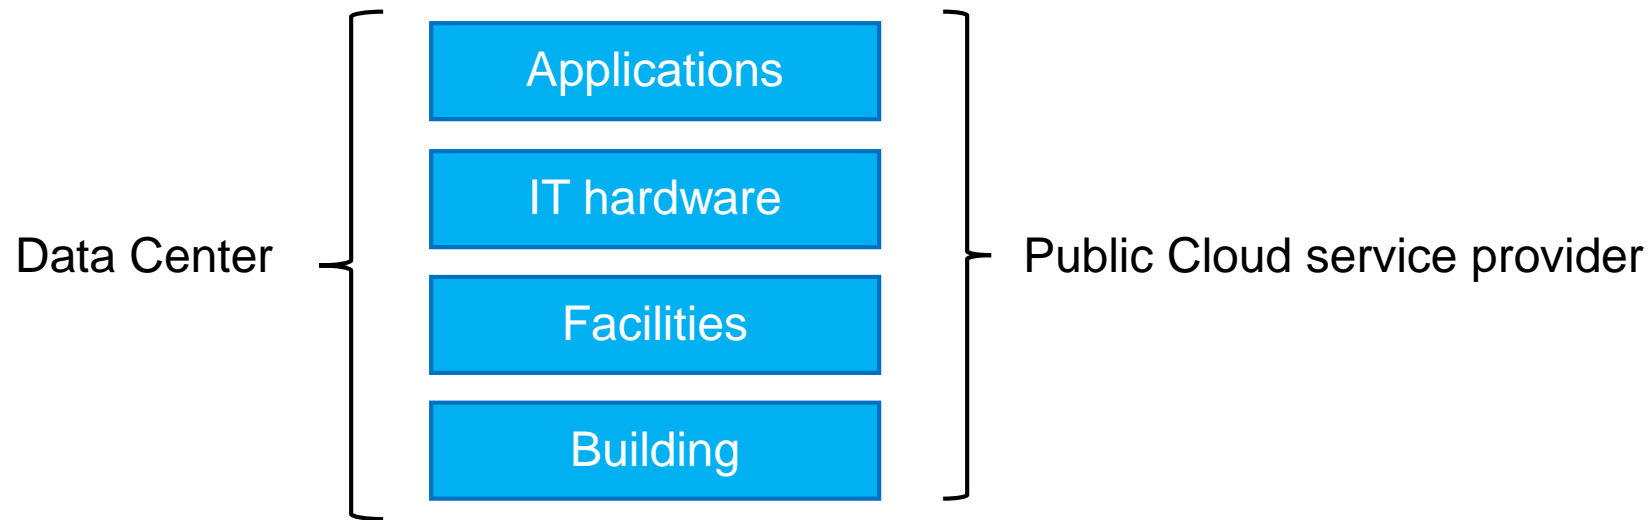 Applications
IT hardware
Data Center
Public Cloud service provider
Facilities
Building